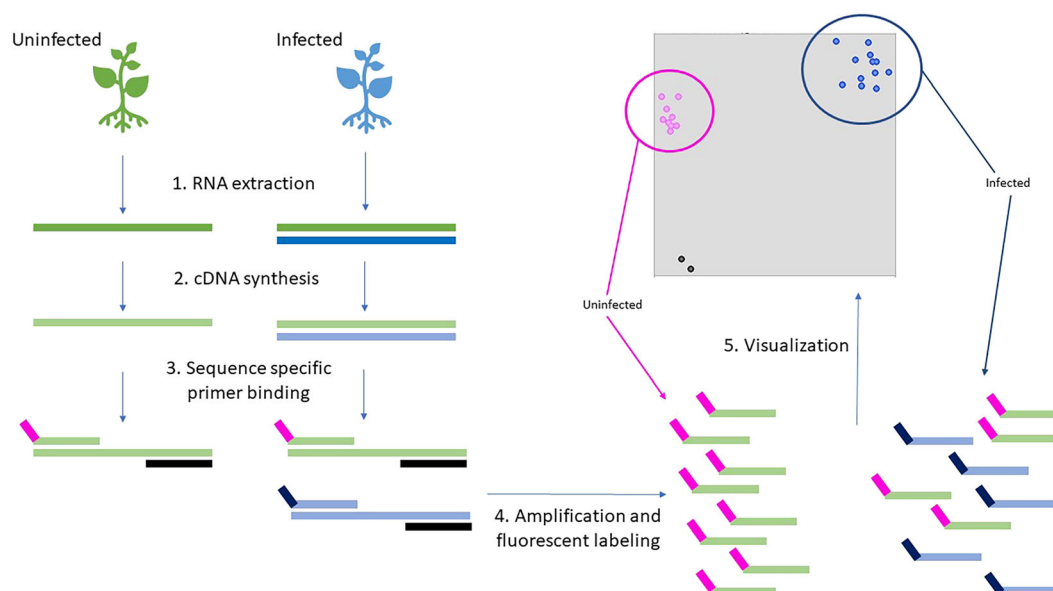 Uninfected
Infected
1. RNA extraction
2. cDNA synthesis
3. Sequence specific
primer binding
4. Amplification and
fluorescent labeling
Uninfected
Infected
5. Visualization